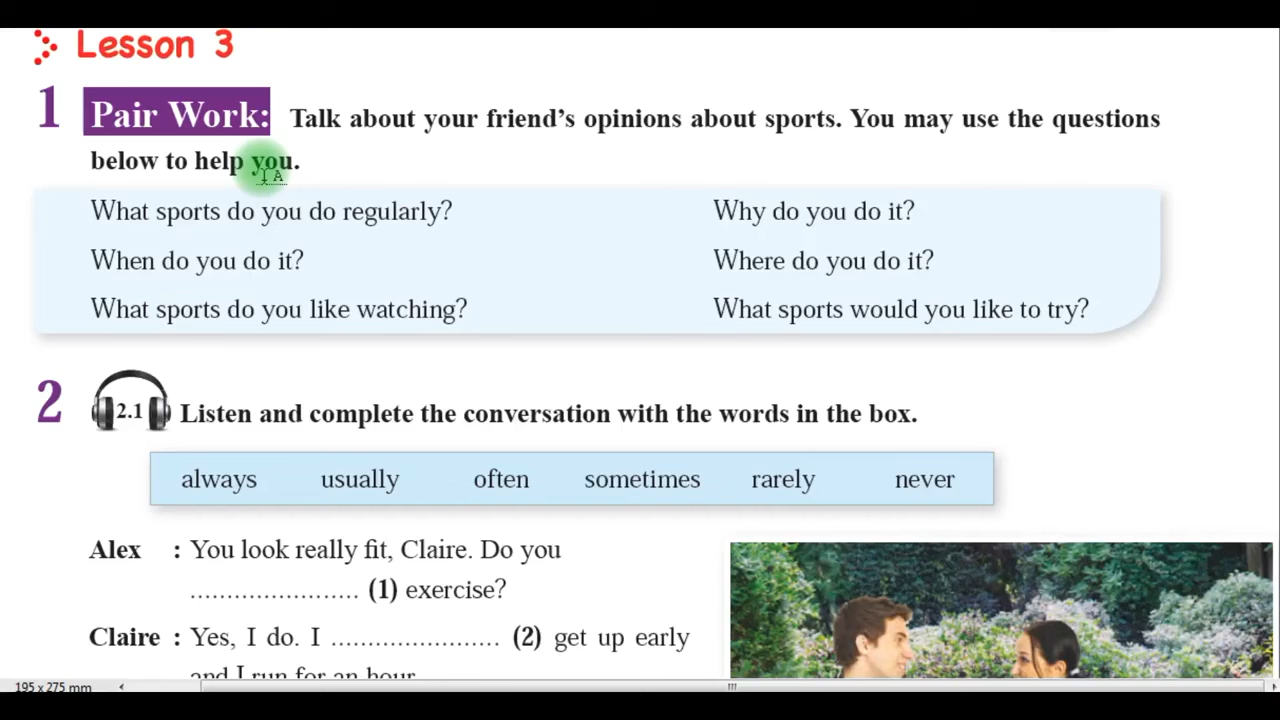 Lesson 3
1 Pair Work: Talk about your friend's opinions about sports. You may use the questions
below to help you.
What sports do you do regularly? Why do you do it?
When do you do it? Where do you do it?
What sports do you like watching? What sports would you like to try?
2 2.1 Listen and complete the conversation with the words in the box.
always usually often sometimes rarely never
Alex : You look really fit, Claire. Do you
....................... (1) exercise?
Claire : Yes, I do. I ....................... (2) get up early
and I run for an hour
195 x 275 mm